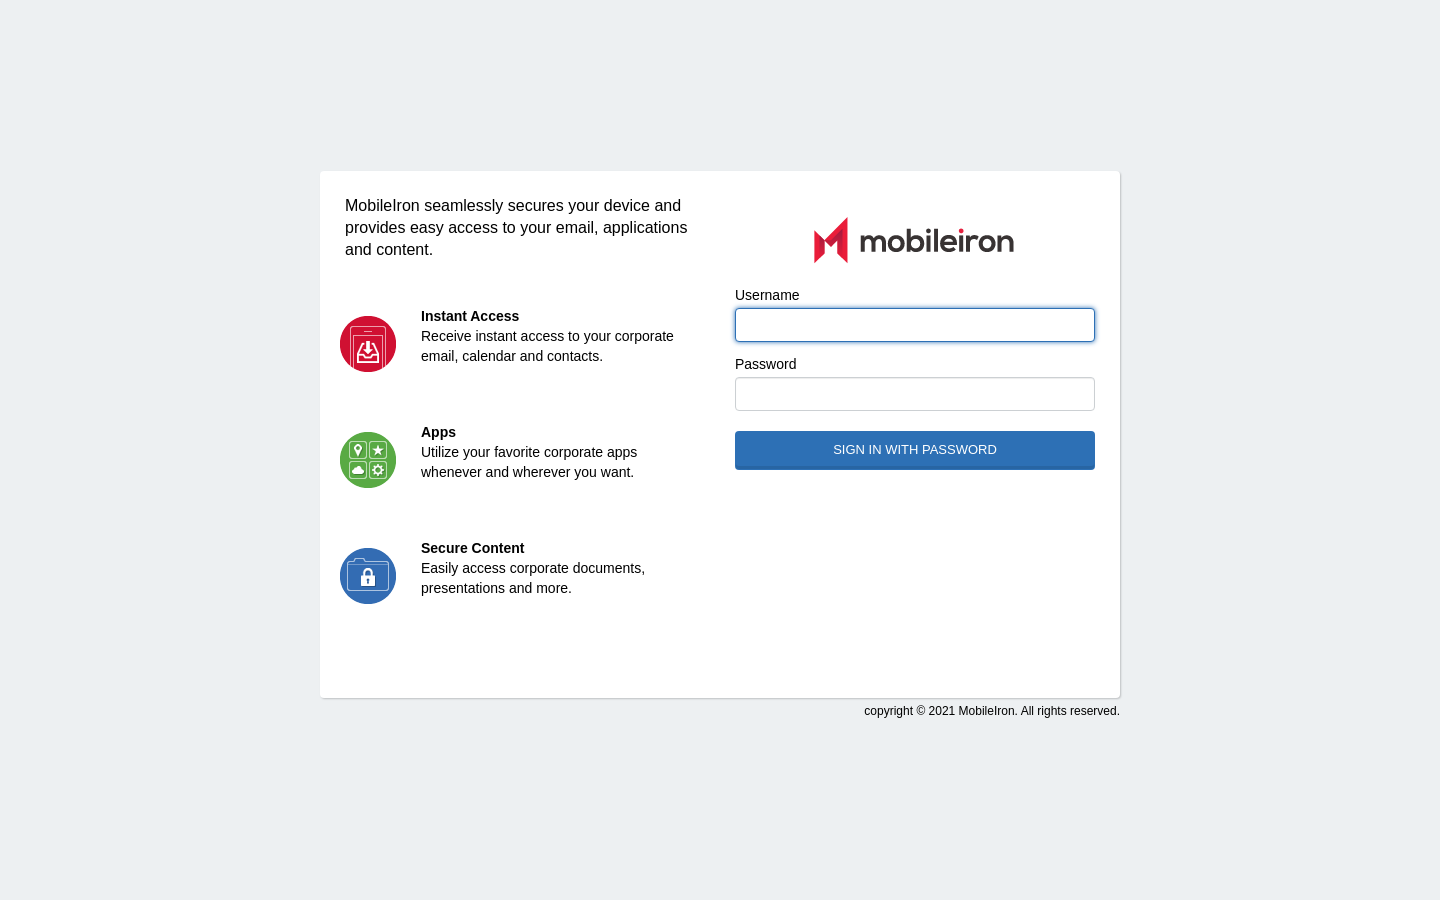 MobileIron seamlessly secures your device and
provides easy access to your email, applications
and content.
Instant Access
Receive instant access to your corporate
email, calendar and contacts.
Apps
Utilize your favorite corporate apps
whenever and wherever you want.
Secure Content
Easily access corporate documents,
presentations and more.
mobileiron
Username
Password
SIGN IN WITH PASSWORD
copyright © 2021 MobileIron. All rights reserved.